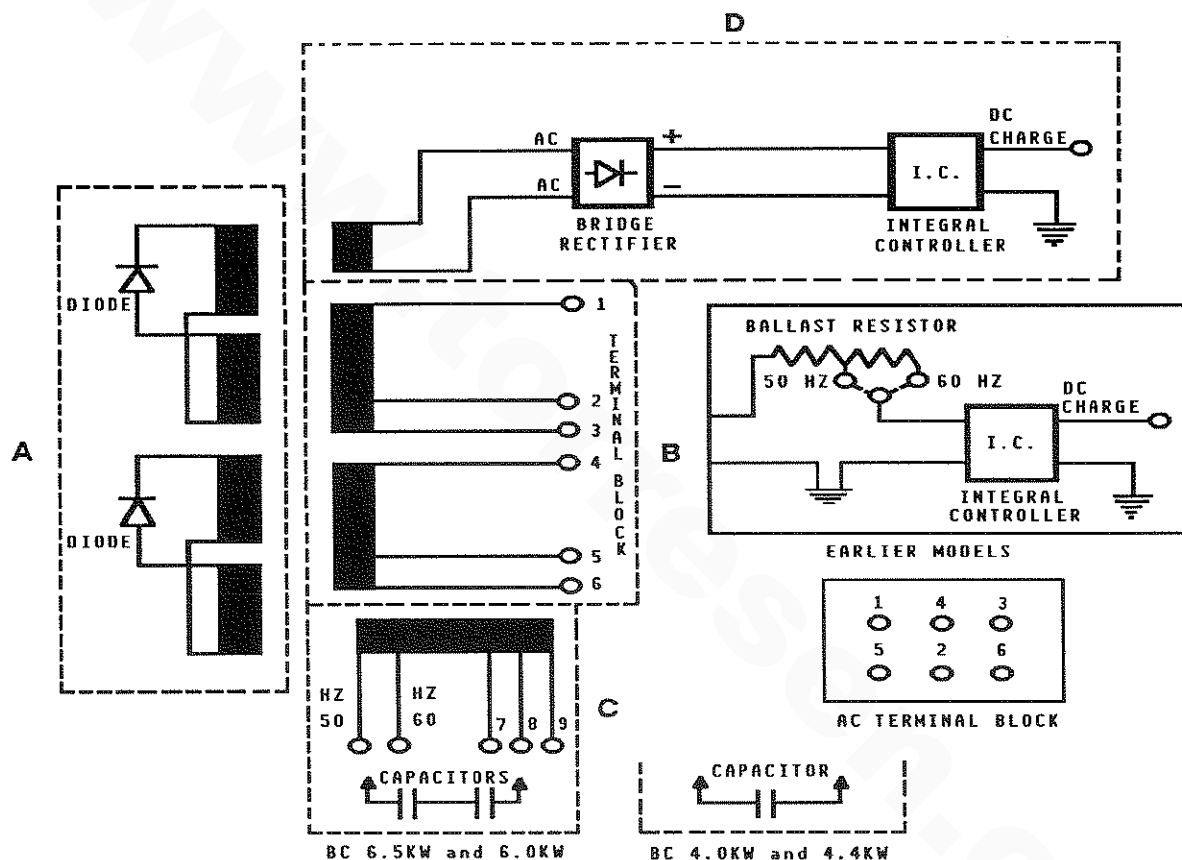 D
DC
CHARGE
AC
+
I.C.
AC
−
BRIDGE
RECTIFIER
INTEGRAL
CONTROLLER
DIODE
1
2
3
4
5
6
TERMINAL BLOCK
A
B
BALLAST RESISTOR
50 HZ
60 HZ
DC
CHARGE
I.C.
INTEGRAL
CONTROLLER
EARLIER MODELS
DIODE
1 4 3
5 2 6
AC TERMINAL BLOCK
HZ
50
HZ
60
7 8 9
C
CAPACITORS
BC 6.5KW and 6.0KW
CAPACITOR
BC 4.0KW and 4.4KW